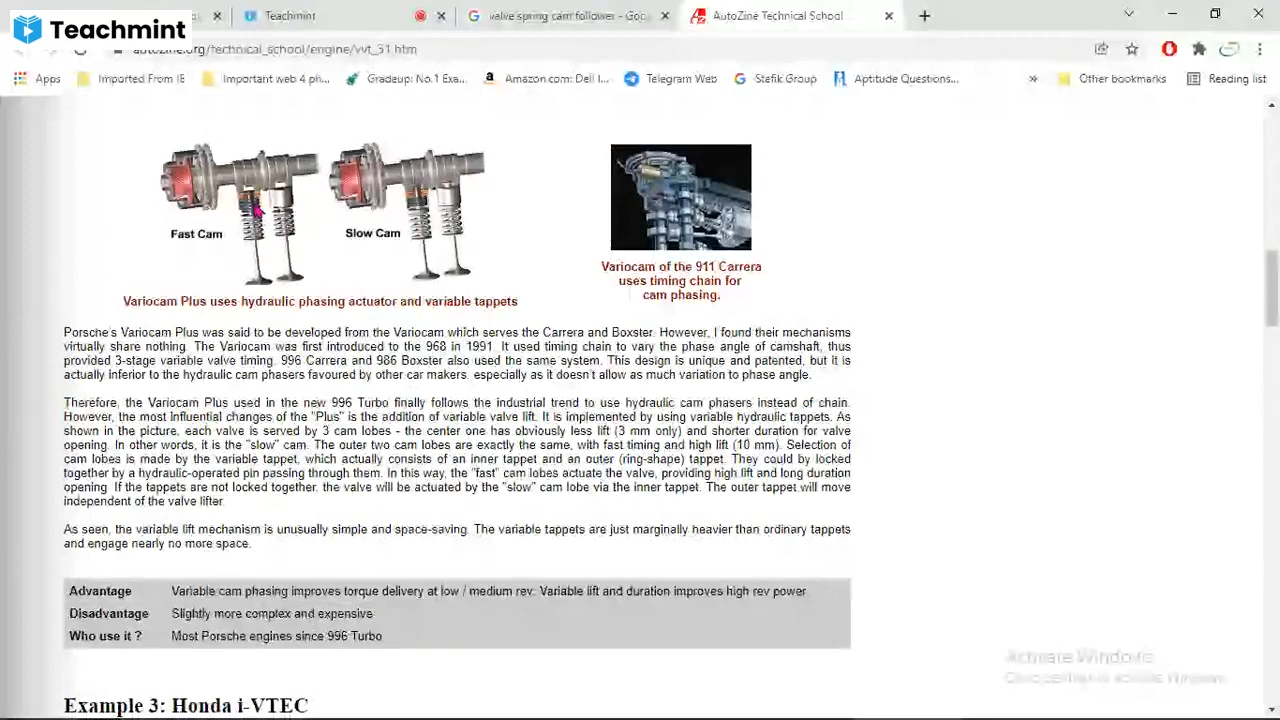 Teachmint
Teachmint
valve spring cam follower - Goo
AutoZine Technical School
autozine.org/technical_school/engine/vvt_31.htm
Apps
Imported From IE
Important web 4 ph...
Gradeup: No.1 Exa...
Amazon.com: Dell I...
Telegram Web
Stefik Group
Aptitude Questions...
»
Other bookmarks
Reading list
Fast Cam
Slow Cam
Variocam Plus uses hydraulic phasing actuator and variable tappets
Variocam of the 911 Carrera
uses timing chain for
cam phasing.
Porsche's Variocam Plus was said to be developed from the Variocam which serves the Carrera and Boxster. However, I found their mechanisms
virtually share nothing. The Variocam was first introduced to the 968 in 1991. It used timing chain to vary the phase angle of camshaft, thus
provided 3-stage variable valve timing. 996 Carrera and 986 Boxster also used the same system. This design is unique and patented, but it is
actually inferior to the hydraulic cam phasers favoured by other car makers, especially as it doesn't allow as much variation to phase angle.
Therefore, the Variocam Plus used in the new 996 Turbo finally follows the industrial trend to use hydraulic cam phasers instead of chain.
However, the most influential changes of the "Plus" is the addition of variable valve lift. It is implemented by using variable hydraulic tappets. As
shown in the picture, each valve is served by 3 cam lobes - the center one has obviously less lift (3 mm only) and shorter duration for valve
opening. In other words, it is the "slow" cam. The outer two cam lobes are exactly the same, with fast timing and high lift (10 mm). Selection of
cam lobes is made by the variable tappet, which actually consists of an inner tappet and an outer (ring-shape) tappet. They could by locked
together by a hydraulic-operated pin passing through them. In this way, the "fast" cam lobes actuate the valve, providing high lift and long duration
opening. If the tappets are not locked together, the valve will be actuated by the "slow" cam lobe via the inner tappet. The outer tappet will move
independent of the valve lifter.
As seen, the variable lift mechanism is unusually simple and space-saving. The variable tappets are just marginally heavier than ordinary tappets
and engage nearly no more space.
Advantage Variable cam phasing improves torque delivery at low / medium rev. Variable lift and duration improves high rev power
Disadvantage Slightly more complex and expensive
Who use it ? Most Porsche engines since 996 Turbo
Activate Windows
Example 3: Honda i-VTEC